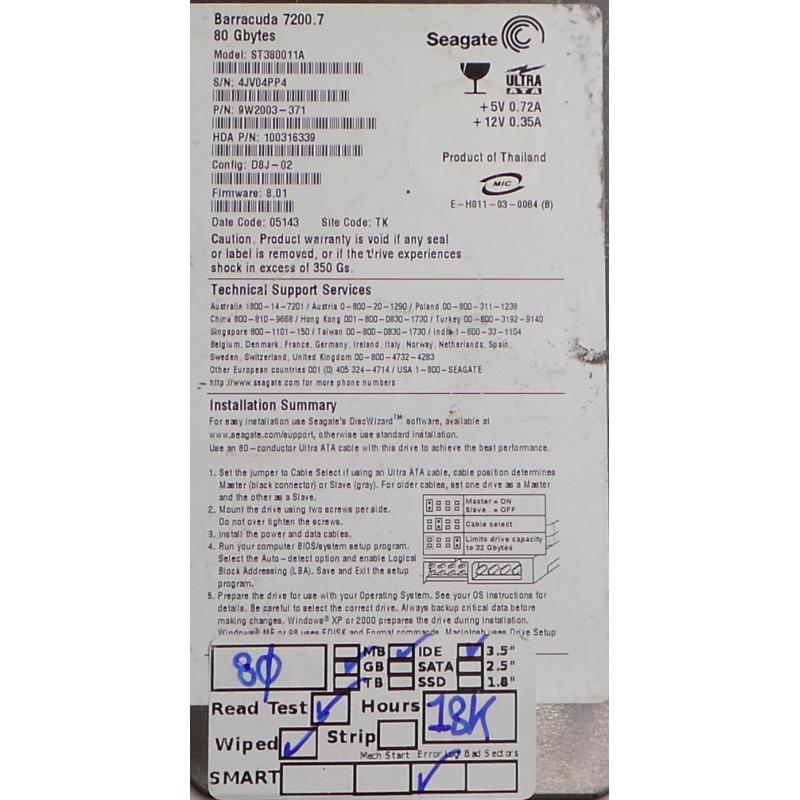 Barracuda 7200.7
80 Gbytes
Seagate
Model: ST380011A
S/N: 4JV04PP4
ULTRA
ATA
P/N: 9W2003-371
+5V 0.72A
+12V 0.35A
HDA P/N: 100316339
Product of Thailand
Config: D8J-02
MIC
Firmware: 8.01
E-H011-03-0084 (B)
Date Code: 05143 Site Code: TK
Caution. Product warranty is void if any seal
or label is removed, or if the drive experiences
shock in excess of 350 Gs.
Technical Support Services
Australia 1800-14-7201 / Austria 0-800-20-1290 / Poland 00-800-311-1238
China 800-810-9668 / Hong Kong 001-800-0830-1730 / Turkey 00-800-3192-9140
Singapore 800-1101-150 / Taiwan 00-800-0830-1730 / India 1-600-33-1104
Belgium, Denmark, France, Germany, Ireland, Italy, Norway, Netherlands, Spain,
Sweden, Switzerland, United Kingdom 00-800-4732-4283
Other European countries 001 (0) 405 324-4714 / USA 1-800-SEAGATE
http://www.seagate.com for more phone numbers
Installation Summary
For easy installation use Seagate's DiscWizard™ software, available at
www.seagate.com/support, otherwise use standard installation.
Use an 80-conductor Ultra ATA cable with this drive to achieve the best performance.
1. Set the jumper to Cable Select if using an Ultra ATA cable, cable position determines
Master (black connector) or Slave (gray). For older cables, set one drive as a Master
and the other as a Slave.
2. Mount the drive using two screws per side.
Do not over tighten the screws.
3. Install the power and data cables.
4. Run your computer BIOS/system setup program.
Select the Auto-detect option and enable Logical
Block Addressing (LBA). Save and Exit the setup
program.
Master = ON
Slave = OFF
Cable select
Limits drive capacity
to 32 Gbytes
5. Prepare the drive for use with your Operating System. See your OS instructions for
details. Be careful to select the correct drive. Always backup critical data before
making changes. Windows® XP or 2000 prepares the drive during installation.
Windows® ME or 98 uses FDISK and Format commands. Macintosh uses Drive Setup
80 MB IDE 3.5"
GB SATA 2.5"
TB SSD 1.8"
Read Test Hours 18K
Wiped Strip
Mech Start Error Log Bad Sectors
SMART